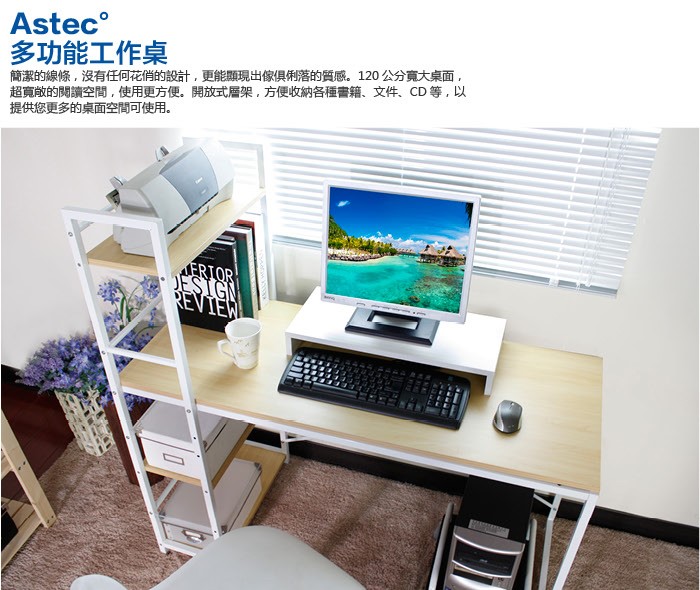 Astec°
多功能工作桌
簡潔的線條，沒有任何花俏的設計，更能顯現出傢俱俐落的質感。120 公分寬大桌面，
超寬敞的閱讀空間，使用更方便。開放式層架，方便收納各種書籍、文件、CD 等，以
提供您更多的桌面空間可使用。
INTERIOR
DESIGN
REVIEW